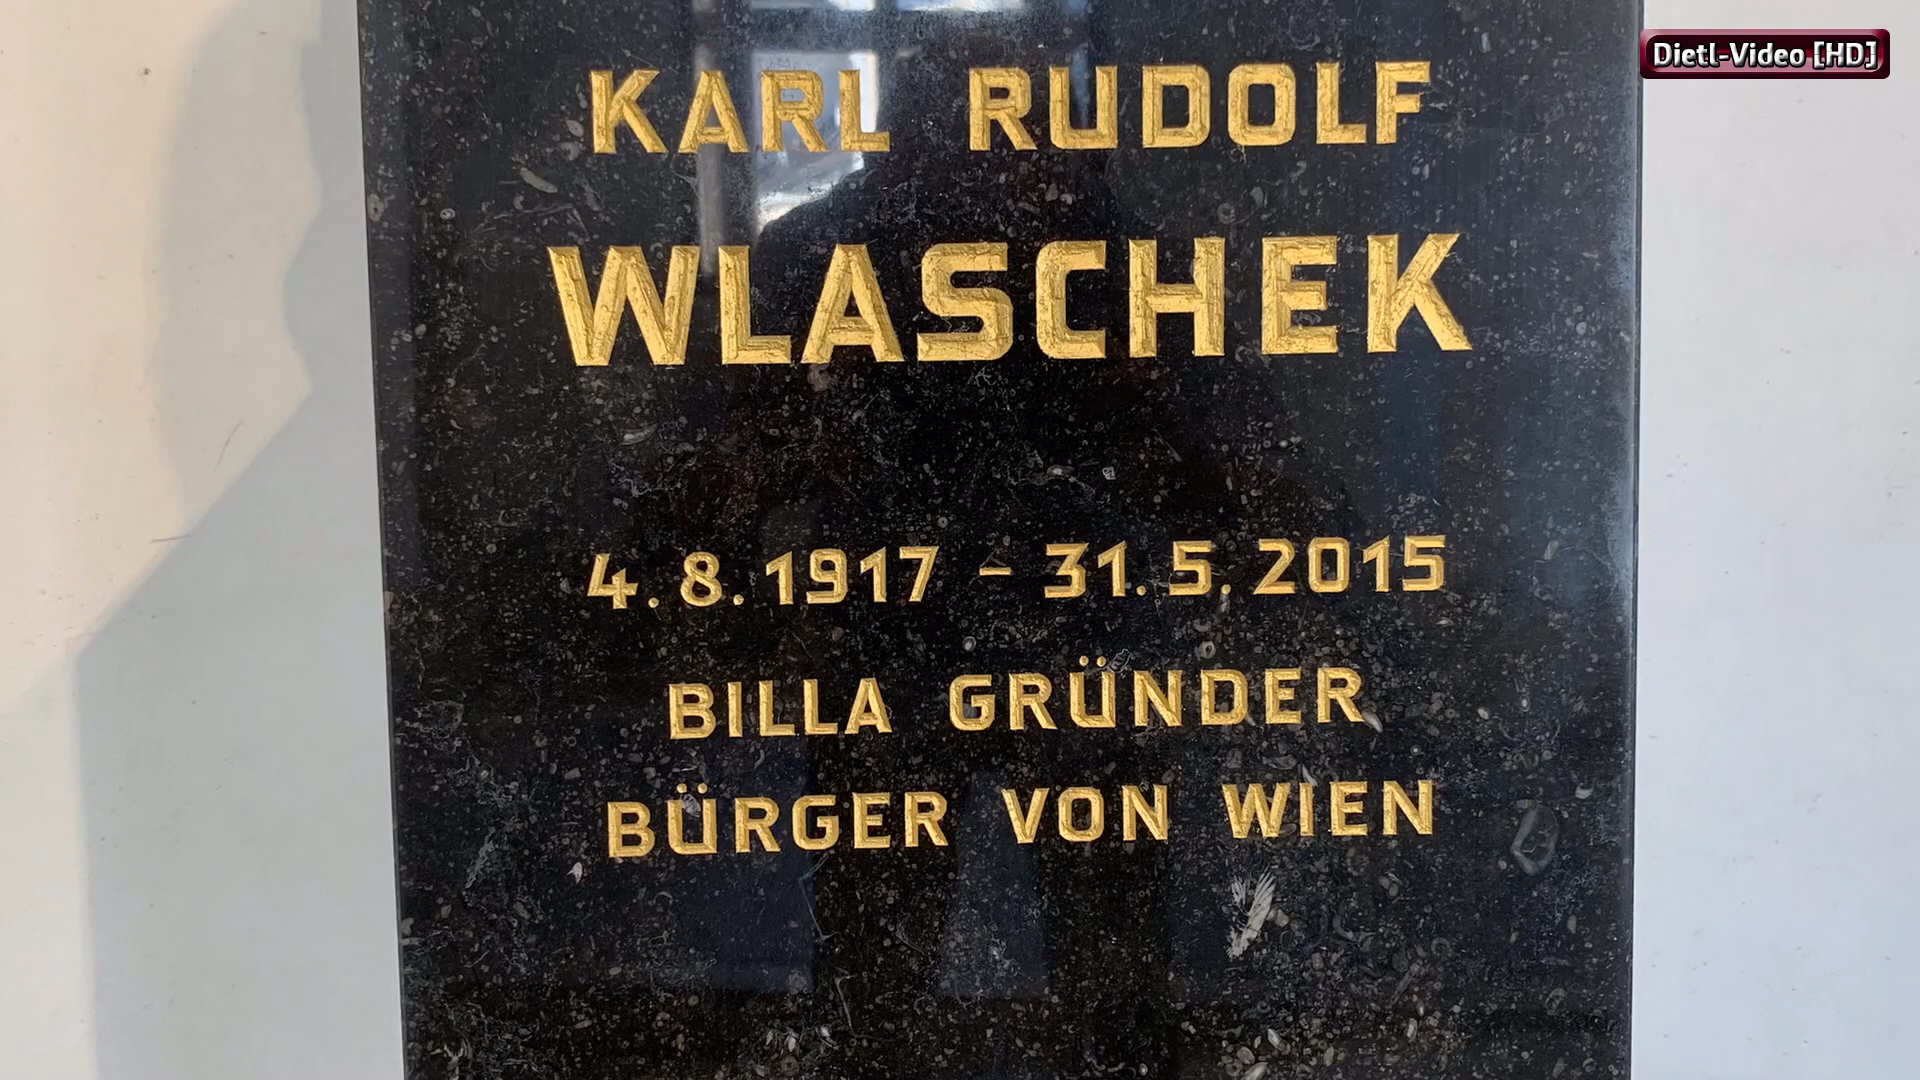 Dietl-Video [HD]
KARL RUDOLF
WLASCHEK
4.8.1917 - 31.5.2015
BILLA GRÜNDER
BÜRGER VON WIEN